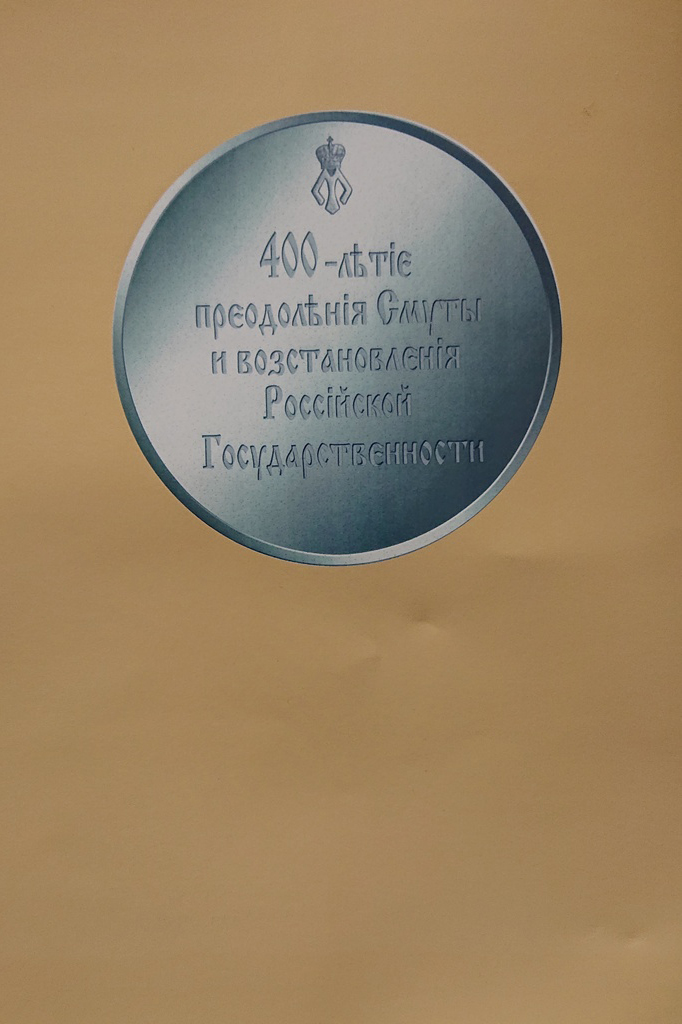 400-лѣтіе
преодолѣнія Смуты
и возстановленія
Россійской
Государственности